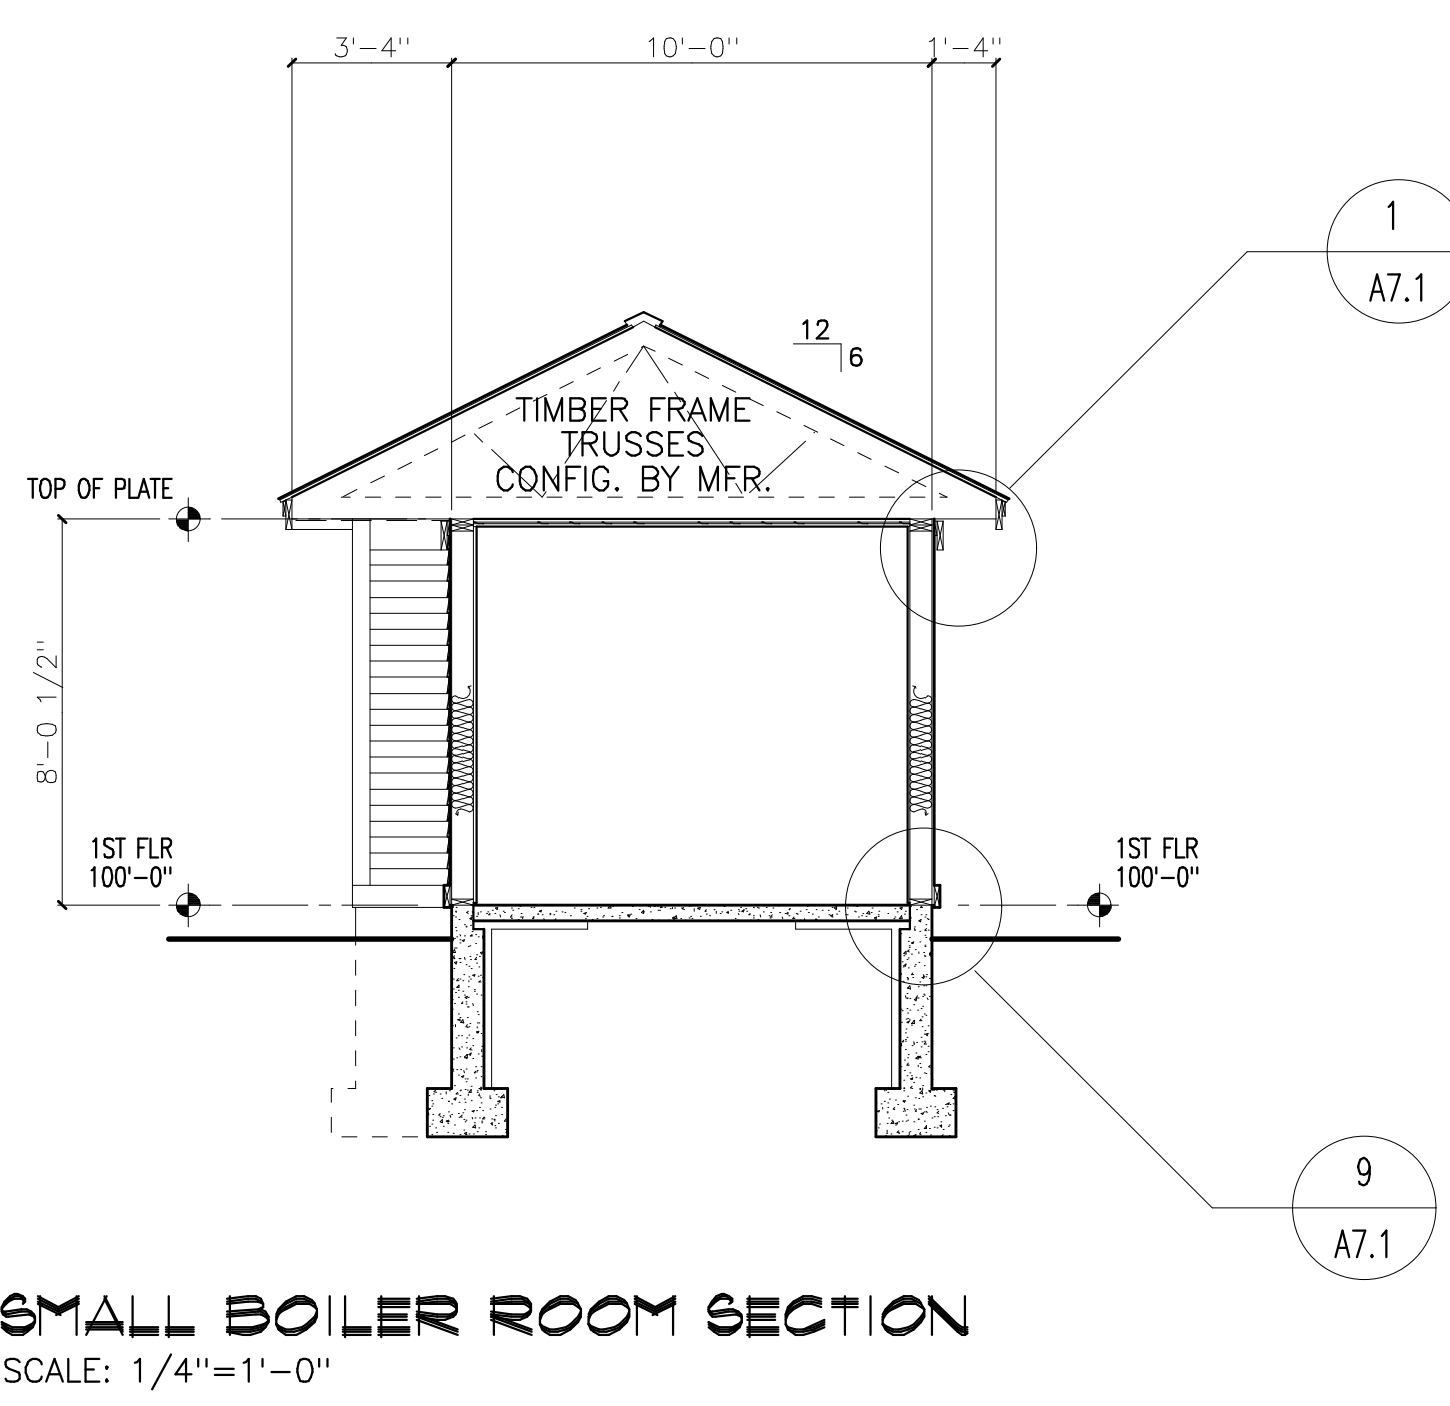 3'-4" 10'-0" 1'-4"
1
A7.1
12
6
TIMBER FRAME
TRUSSES
CONFIG. BY MFR.
TOP OF PLATE
8'-0 1/2"
1ST FLR
100'-0"
1ST FLR
100'-0"
9
A7.1
SMALL BOILER ROOM SECTION
SCALE: 1/4"=1'-0"